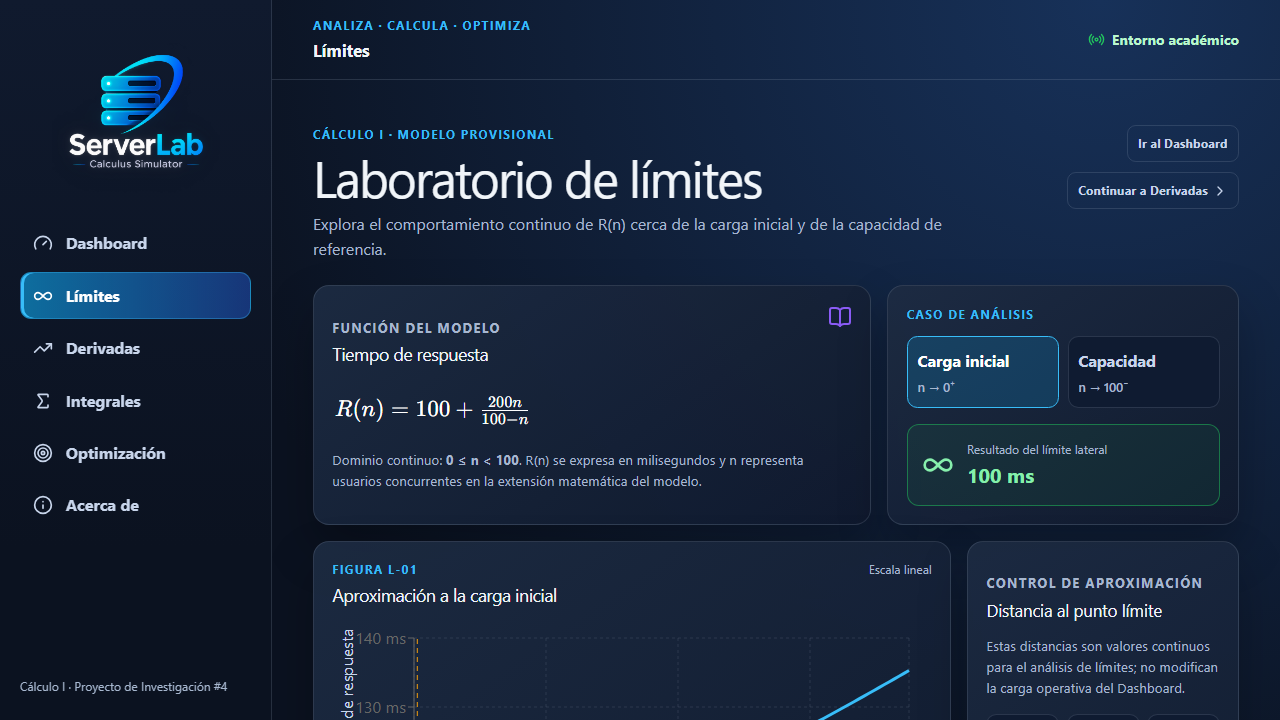 ServerLab
Calculus Simulator
Dashboard
Límites
Derivadas
Integrales
Optimización
Acerca de
Cálculo I · Proyecto de Investigación #4
ANALIZA · CALCULA · OPTIMIZA
Límites
Entorno académico
CÁLCULO I · MODELO PROVISIONAL
Laboratorio de límites
Explora el comportamiento continuo de R(n) cerca de la carga inicial y de la capacidad de
referencia.
Ir al Dashboard
Continuar a Derivadas
FUNCIÓN DEL MODELO
Tiempo de respuesta
R(n) = 100 + 200n/100−n
Dominio continuo: 0 ≤ n < 100. R(n) se expresa en milisegundos y n representa
usuarios concurrentes en la extensión matemática del modelo.
CASO DE ANÁLISIS
Carga inicial
n → 0⁺
Capacidad
n → 100⁻
Resultado del límite lateral
100 ms
FIGURA L-01
Escala lineal
Aproximación a la carga inicial
de respuesta
140 ms
130 ms
CONTROL DE APROXIMACIÓN
Distancia al punto límite
Estas distancias son valores continuos
para el análisis de límites; no modifican
la carga operativa del Dashboard.